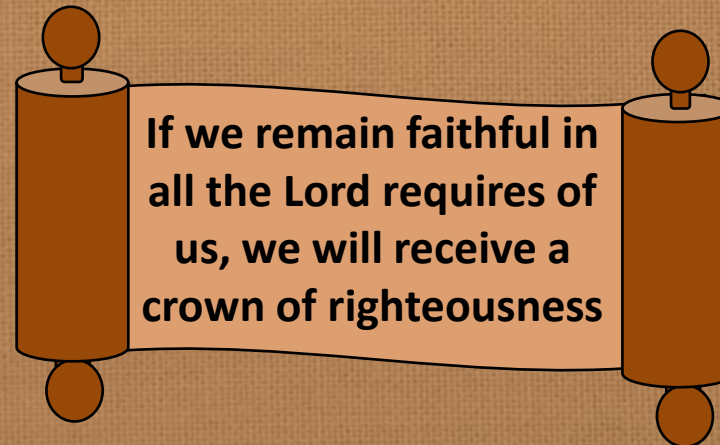 If we remain faithful in
all the Lord requires of
us, we will receive a
crown of righteousness